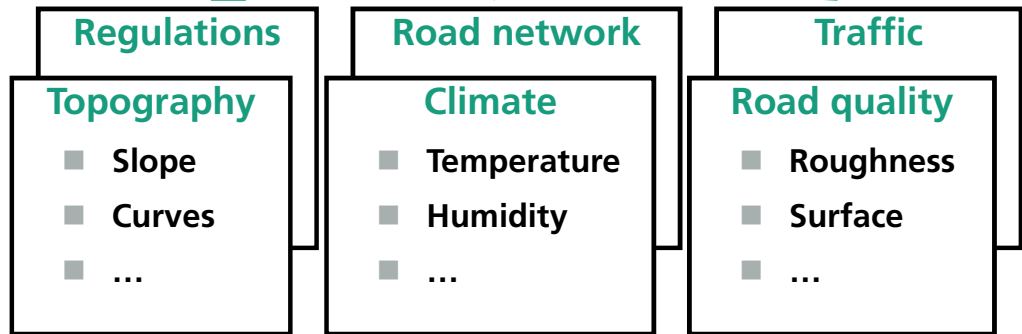 Regulations
Road network
Traffic
Topography
Slope
Curves
...
Climate
Temperature
Humidity
...
Road quality
Roughness
Surface
...